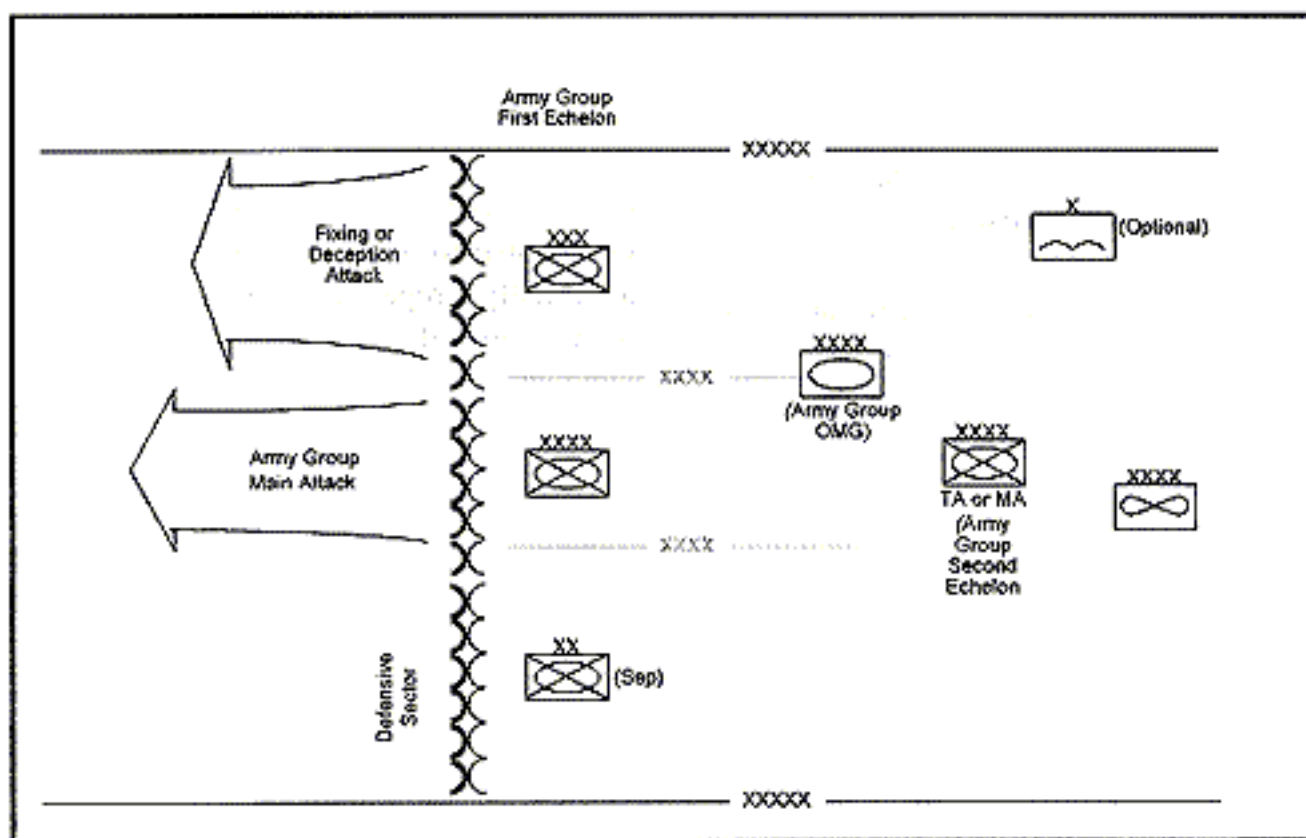 Army Group
First Echelon
XXXXX
X
(Optional)
Fixing or
Deception
Attack
XXX
XXXX
(Army Group
OMG)
XXXX
Army Group
Main Attack
XXXX
XXXX
TA or MA
(Army
Group
Second
Echelon
XXXX
XXXX
Defensive
Sector
XX
(Sep)
XXXXX